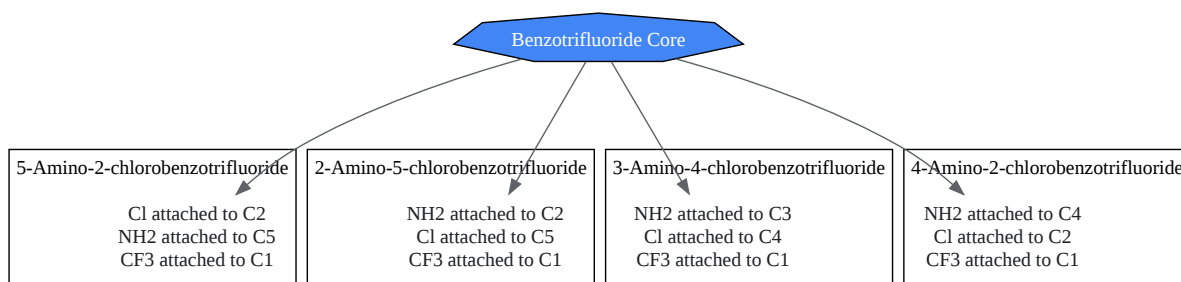 Benzotrifluoride Core
5-Amino-2-chlorobenzotrifluoride
Cl attached to C2
NH2 attached to C5
CF3 attached to C1
2-Amino-5-chlorobenzotrifluoride
NH2 attached to C2
Cl attached to C5
CF3 attached to C1
3-Amino-4-chlorobenzotrifluoride
NH2 attached to C3
Cl attached to C4
CF3 attached to C1
4-Amino-2-chlorobenzotrifluoride
NH2 attached to C4
Cl attached to C2
CF3 attached to C1